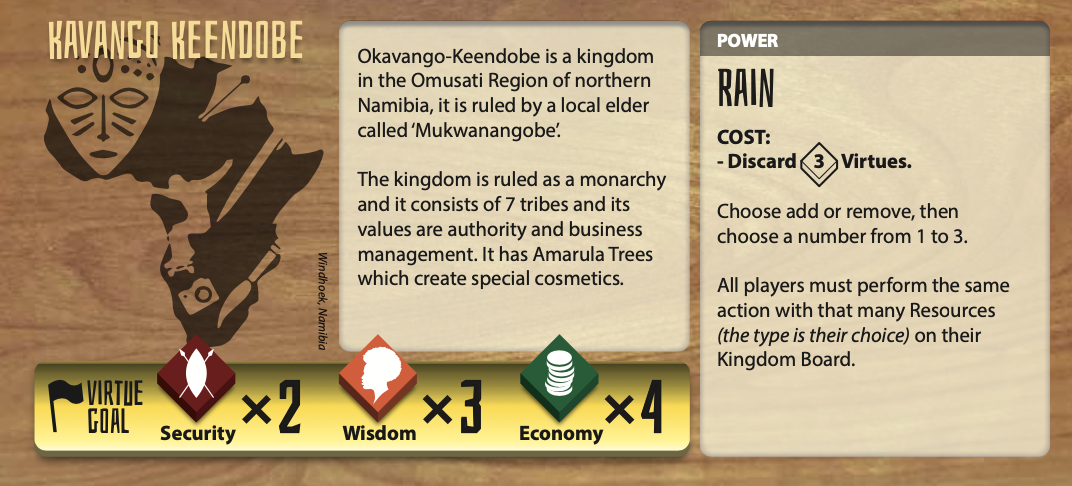 KAVANGO KEENDOBE
Okavango-Keendobe is a kingdom
in the Omusati Region of northern
Namibia, it is ruled by a local elder
called ‘Mukwanangobe’.
The kingdom is ruled as a monarchy
and it consists of 7 tribes and its
values are authority and business
management. It has Amarula Trees
which create special cosmetics.
Windhoek, Namibia
VIRTUE
GOAL
×2
Security
×3
Wisdom
×4
Economy
POWER
RAIN
COST:
- Discard 3 Virtues.
Choose add or remove, then
choose a number from 1 to 3.
All players must perform the same
action with that many Resources
(the type is their choice) on their
Kingdom Board.